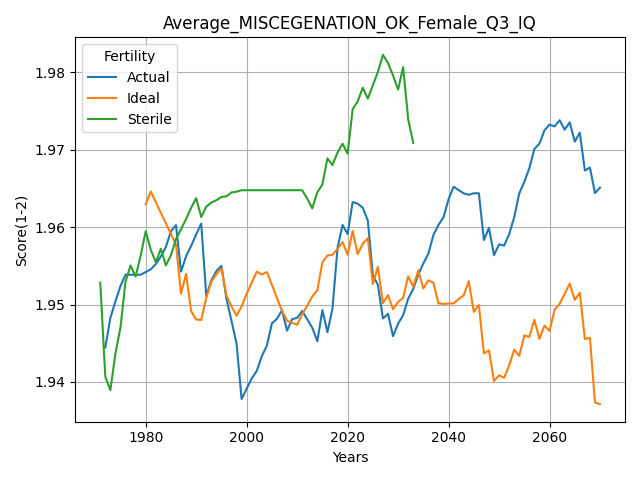 Average_MISCEGENATION_OK_Female_Q3_IQ
Fertility
Actual
Ideal
Sterile
Score(1-2)
1.98
1.97
1.96
1.95
1.94
1980 2000 2020 2040 2060
Years